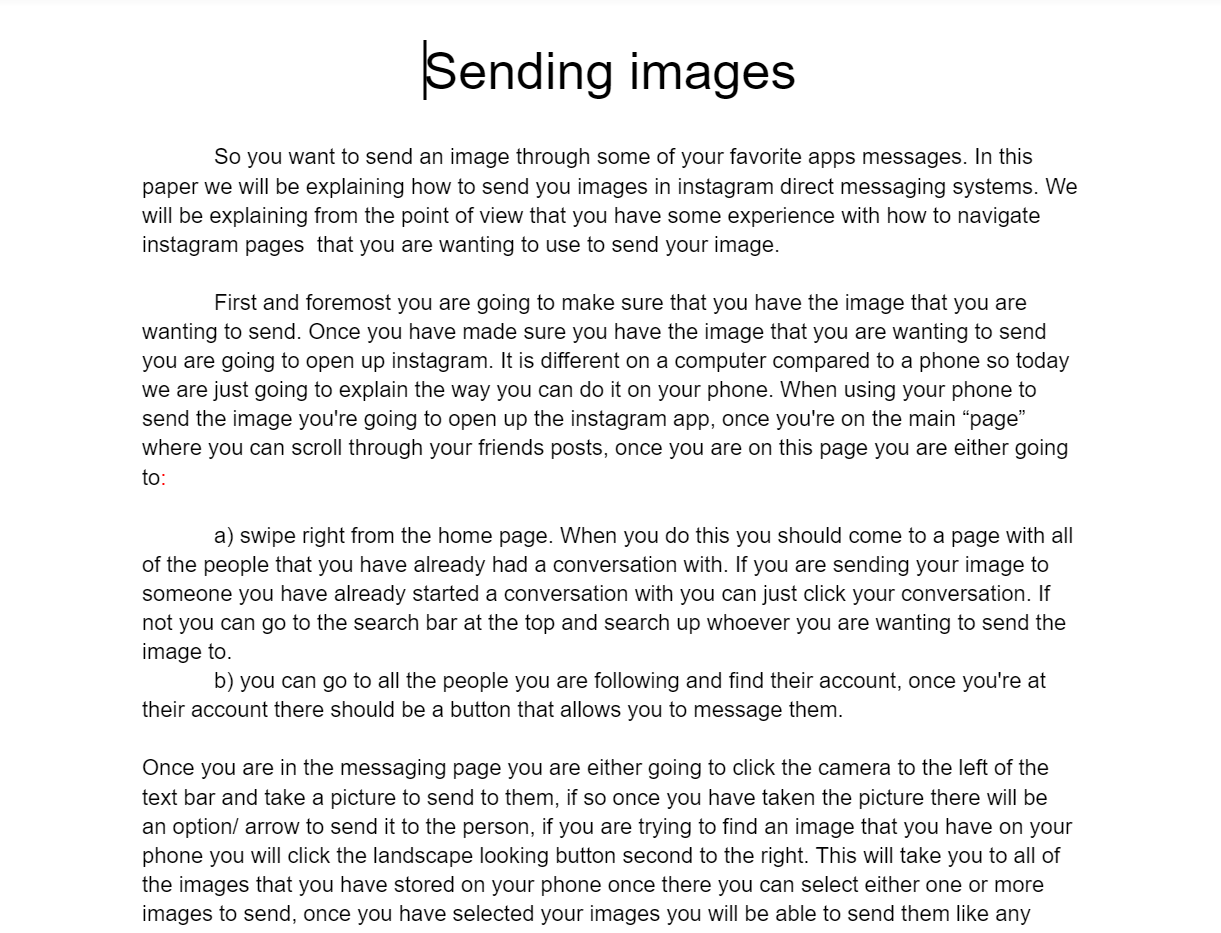 Sending images
So you want to send an image through some of your favorite apps messages. In this
paper we will be explaining how to send you images in instagram direct messaging systems. We
will be explaining from the point of view that you have some experience with how to navigate
instagram pages  that you are wanting to use to send your image.
First and foremost you are going to make sure that you have the image that you are
wanting to send. Once you have made sure you have the image that you are wanting to send
you are going to open up instagram. It is different on a computer compared to a phone so today
we are just going to explain the way you can do it on your phone. When using your phone to
send the image you're going to open up the instagram app, once you're on the main “page”
where you can scroll through your friends posts, once you are on this page you are either going
to:
a) swipe right from the home page. When you do this you should come to a page with all
of the people that you have already had a conversation with. If you are sending your image to
someone you have already started a conversation with you can just click your conversation. If
not you can go to the search bar at the top and search up whoever you are wanting to send the
image to.
b) you can go to all the people you are following and find their account, once you're at
their account there should be a button that allows you to message them.
Once you are in the messaging page you are either going to click the camera to the left of the
text bar and take a picture to send to them, if so once you have taken the picture there will be
an option/ arrow to send it to the person, if you are trying to find an image that you have on your
phone you will click the landscape looking button second to the right. This will take you to all of
the images that you have stored on your phone once there you can select either one or more
images to send, once you have selected your images you will be able to send them like any